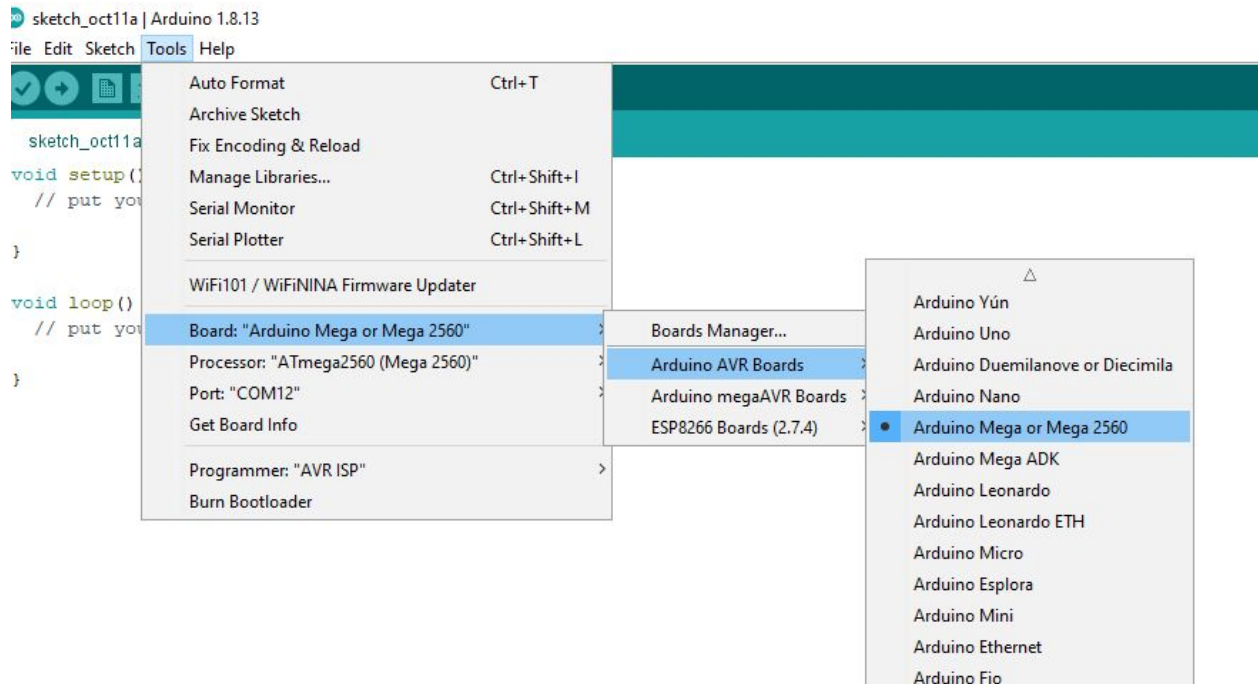 sketch_oct11a | Arduino 1.8.13
File Edit Sketch Tools Help
sketch_oct11a
void setup()
// put you
}
void loop()
// put you
}
Auto Format Ctrl+T
Archive Sketch
Fix Encoding & Reload
Manage Libraries... Ctrl+Shift+I
Serial Monitor Ctrl+Shift+M
Serial Plotter Ctrl+Shift+L
WiFi101 / WiFiNINA Firmware Updater
Board: "Arduino Mega or Mega 2560"
Processor: "ATmega2560 (Mega 2560)"
Port: "COM12"
Get Board Info
Programmer: "AVR ISP"
Burn Bootloader
Boards Manager...
Arduino AVR Boards
Arduino megaAVR Boards
ESP8266 Boards (2.7.4)
Arduino Yún
Arduino Uno
Arduino Duemilanove or Diecimila
Arduino Nano
Arduino Mega or Mega 2560
Arduino Mega ADK
Arduino Leonardo
Arduino Leonardo ETH
Arduino Micro
Arduino Esplora
Arduino Mini
Arduino Ethernet
Arduino Fio